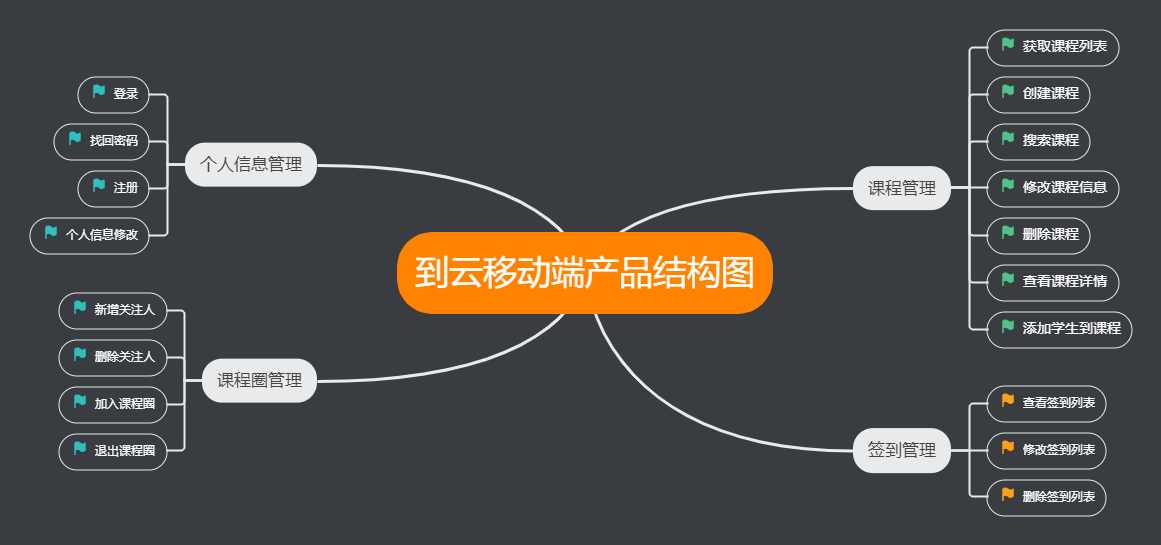 到云移动端产品结构图
个人信息管理
登录
找回密码
注册
个人信息修改
课程圈管理
新增关注人
删除关注人
加入课程圈
退出课程圈
课程管理
获取课程列表
创建课程
搜索课程
修改课程信息
删除课程
查看课程详情
添加学生到课程
签到管理
查看签到列表
修改签到列表
删除签到列表